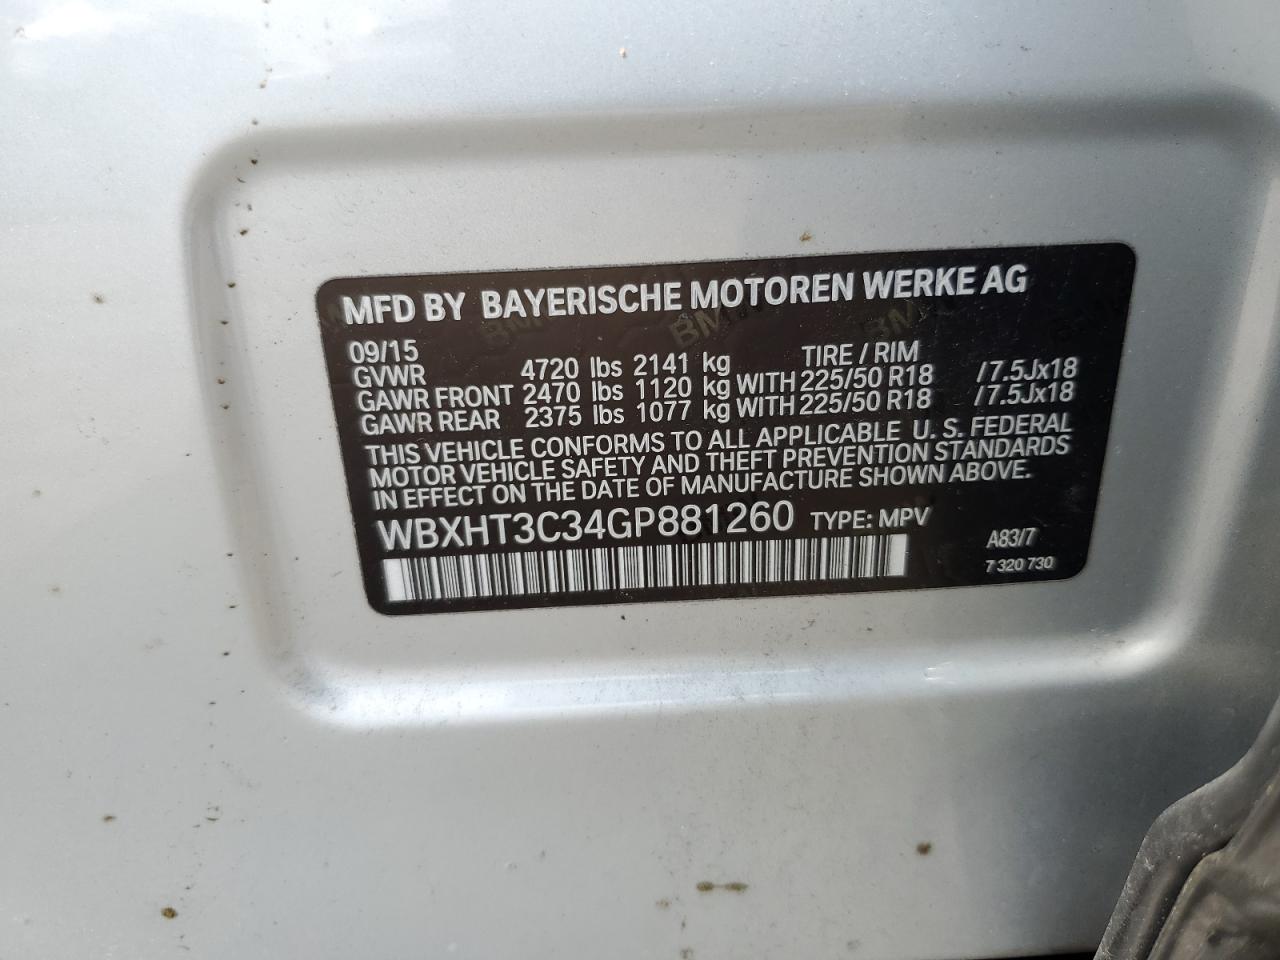 MFD BY BAYERISCHE MOTOREN WERKE AG
09/15 TIRE / RIM
GVWR 4720 lbs 2141 kg
GAWR FRONT 2470 lbs 1120 kg WITH 225/50 R18 /7.5Jx18
GAWR REAR 2375 lbs 1077 kg WITH 225/50 R18 /7.5Jx18
THIS VEHICLE CONFORMS TO ALL APPLICABLE U. S. FEDERAL
MOTOR VEHICLE SAFETY AND THEFT PREVENTION STANDARDS
IN EFFECT ON THE DATE OF MANUFACTURE SHOWN ABOVE.
WBXHT3C34GP881260 TYPE: MPV
A83/7
7 320 730